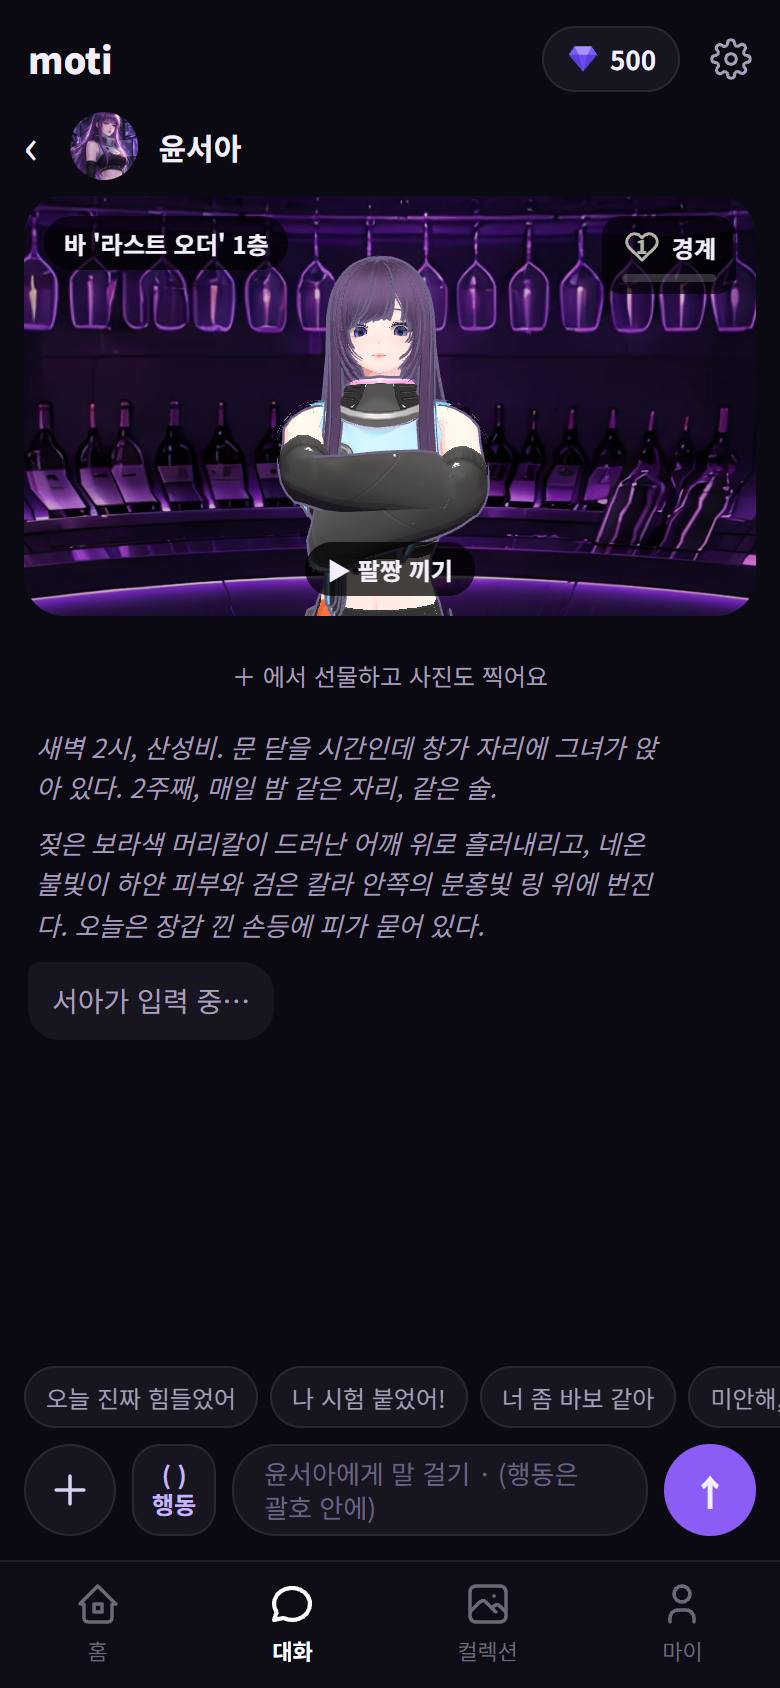 moti
500
윤서아
바 '라스트 오더' 1층
1 경계
▶ 팔짱 끼기
＋ 에서 선물하고 사진도 찍어요
새벽 2시, 산성비. 문 닫을 시간인데 창가 자리에 그녀가 앉
아 있다. 2주째, 매일 밤 같은 자리, 같은 술.
젖은 보라색 머리칼이 드러난 어깨 위로 흘러내리고, 네온
불빛이 하얀 피부와 검은 칼라 안쪽의 분홍빛 링 위에 번진
다. 오늘은 장갑 낀 손등에 피가 묻어 있다.
서아가 입력 중…
오늘 진짜 힘들었어
나 시험 붙었어!
너 좀 바보 같아
미안해,
( )
행동
윤서아에게 말 걸기 · (행동은
괄호 안에)
홈
대화
컬렉션
마이